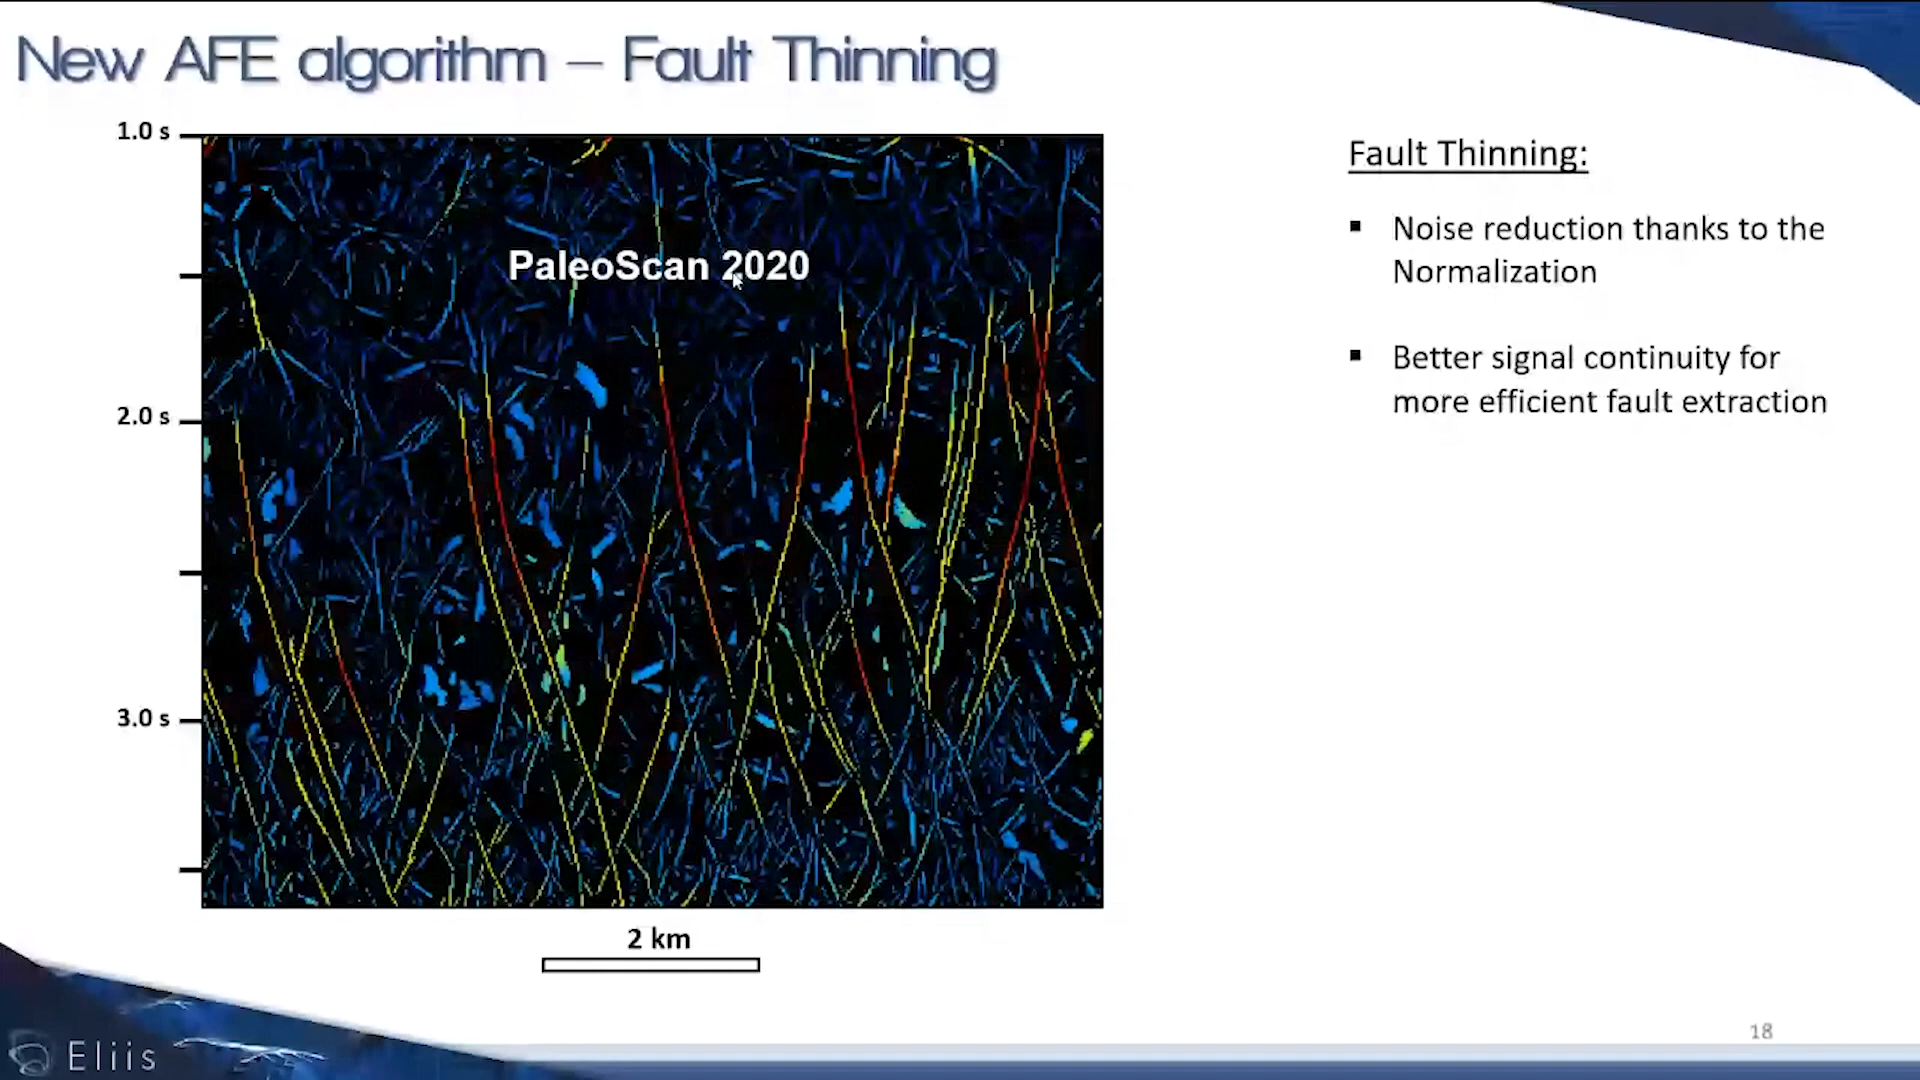 New AFE algorithm – Fault Thinning
1.0 s
2.0 s
3.0 s
PaleoScan 2020
2 km
Fault Thinning:
▪ Noise reduction thanks to the
Normalization
▪ Better signal continuity for
more efficient fault extraction
Eliis
18